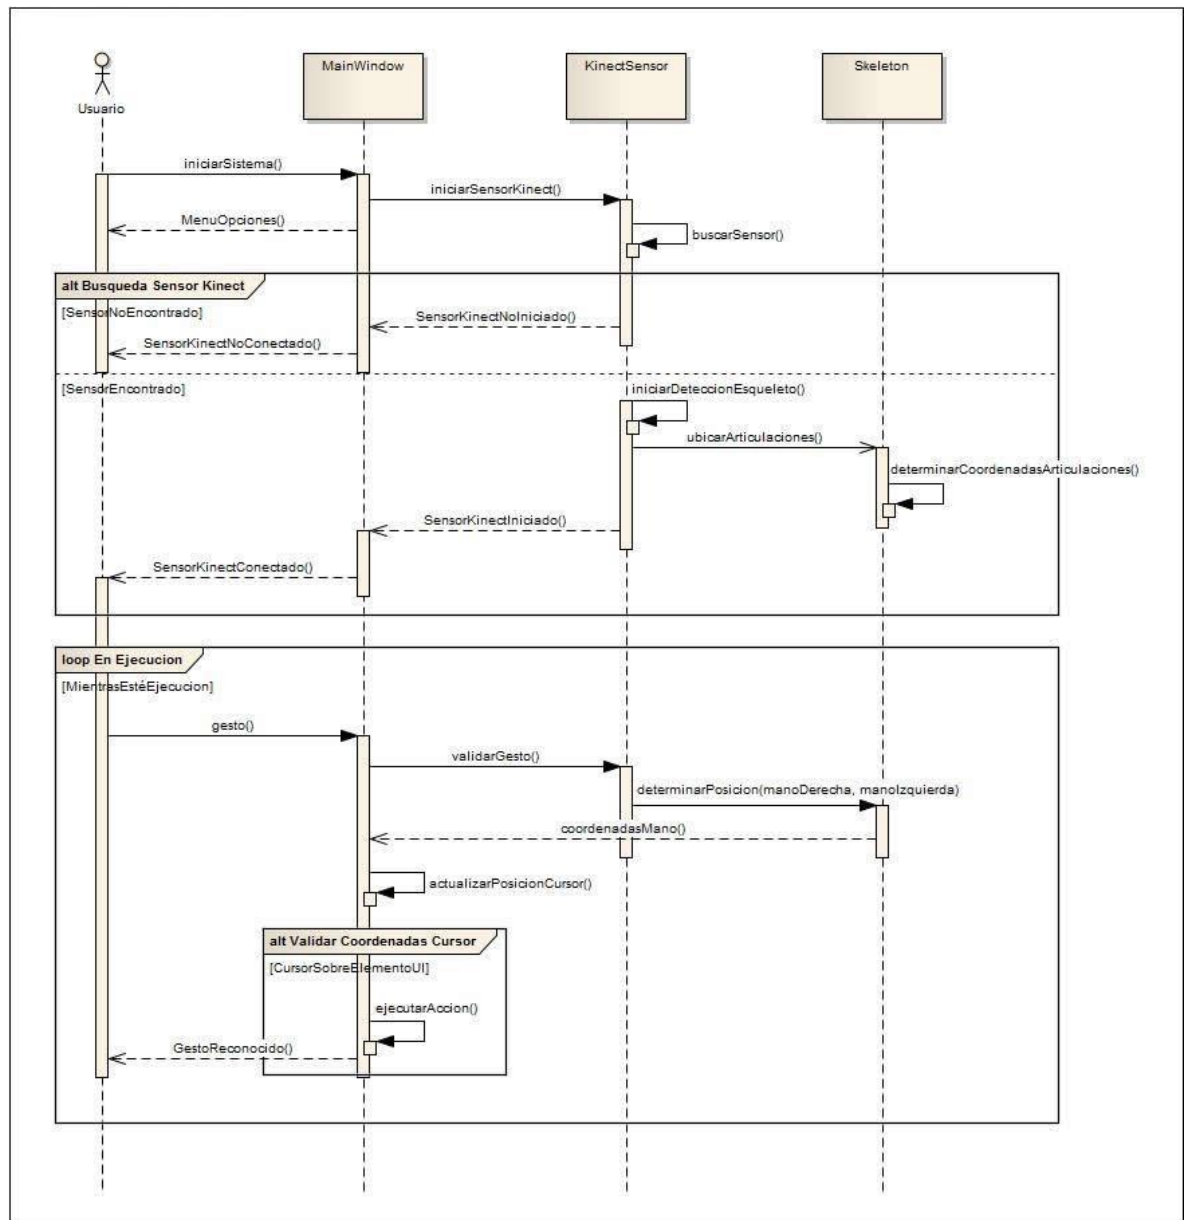 MainWindow
KinectSensor
Skeleton
Usuario
iniciarSistema()
iniciarSensorKinect()
MenuOpciones()
buscarSensor()
alt Busqueda Sensor Kinect
[SensorNoEncontrado]
SensorKinectNoIniciado()
SensorKinectNoConectado()
[SensorEncontrado]
iniciarDeteccionEsqueleto()
ubicarArticulaciones()
determinarCoordenadasArticulaciones()
SensorKinectIniciado()
SensorKinectConectado()
loop En Ejecucion
[MientrasEstéEjecucion]
gesto()
validarGesto()
determinarPosicion(manoDerecha, manoIzquierda)
coordenadasMano()
actualizarPosicionCursor()
alt Validar Coordenadas Cursor
[CursorSobreElementoUI]
ejecutarAccion()
GestoReconocido()